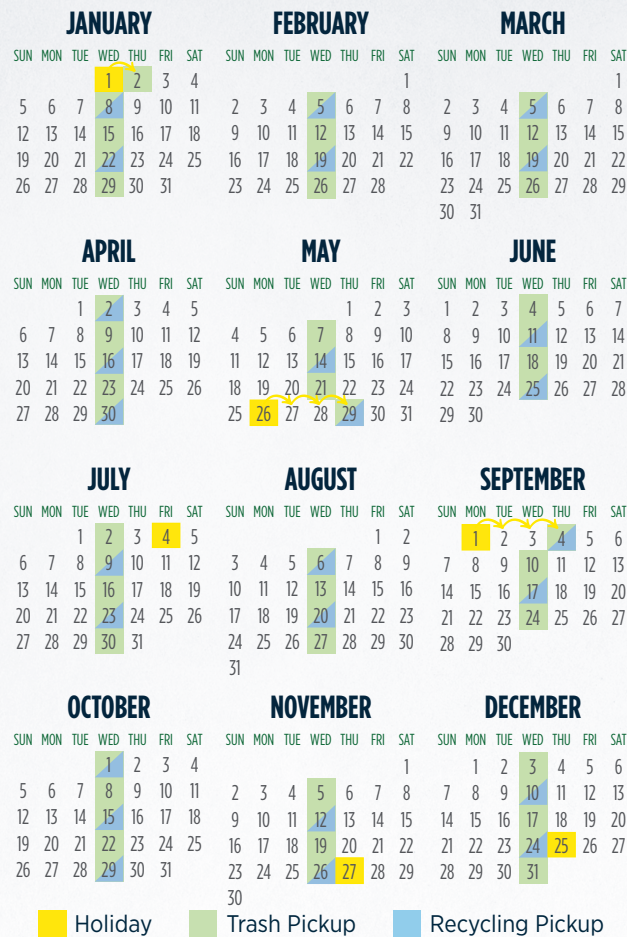 JANUARY FEBRUARY MARCH
SUN MON TUE WED THU FRI SAT SUN MON TUE WED THU FRI SAT SUN MON TUE WED THU FRI SAT
1 2 3 4 1 1
5 6 7 8 9 10 11 2 3 4 5 6 7 8 2 3 4 5 6 7 8
12 13 14 15 16 17 18 9 10 11 12 13 14 15 9 10 11 12 13 14 15
19 20 21 22 23 24 25 16 17 18 19 20 21 22 16 17 18 19 20 21 22
26 27 28 29 30 31 23 24 25 26 27 28 23 24 25 26 27 28 29
30 31
APRIL MAY JUNE
SUN MON TUE WED THU FRI SAT SUN MON TUE WED THU FRI SAT SUN MON TUE WED THU FRI SAT
1 2 3 4 5 1 2 3 1 2 3 4 5 6 7
6 7 8 9 10 11 12 4 5 6 7 8 9 10 8 9 10 11 12 13 14
13 14 15 16 17 18 19 11 12 13 14 15 16 17 15 16 17 18 19 20 21
20 21 22 23 24 25 26 18 19 20 21 22 23 24 22 23 24 25 26 27 28
27 28 29 30 25 26 27 28 29 30 31 29 30
JULY AUGUST SEPTEMBER
SUN MON TUE WED THU FRI SAT SUN MON TUE WED THU FRI SAT SUN MON TUE WED THU FRI SAT
1 2 3 4 5 1 2 1 2 3 4 5 6
6 7 8 9 10 11 12 3 4 5 6 7 8 9 7 8 9 10 11 12 13
13 14 15 16 17 18 19 10 11 12 13 14 15 16 14 15 16 17 18 19 20
20 21 22 23 24 25 26 17 18 19 20 21 22 23 21 22 23 24 25 26 27
27 28 29 30 31 24 25 26 27 28 29 30 28 29 30
31
OCTOBER NOVEMBER DECEMBER
SUN MON TUE WED THU FRI SAT SUN MON TUE WED THU FRI SAT SUN MON TUE WED THU FRI SAT
1 2 3 4 1 1 2 3 4 5 6
5 6 7 8 9 10 11 2 3 4 5 6 7 8 7 8 9 10 11 12 13
12 13 14 15 16 17 18 9 10 11 12 13 14 15 14 15 16 17 18 19 20
19 20 21 22 23 24 25 16 17 18 19 20 21 22 21 22 23 24 25 26 27
26 27 28 29 30 31 23 24 25 26 27 28 29 28 29 30 31
30
Holiday Trash Pickup Recycling Pickup